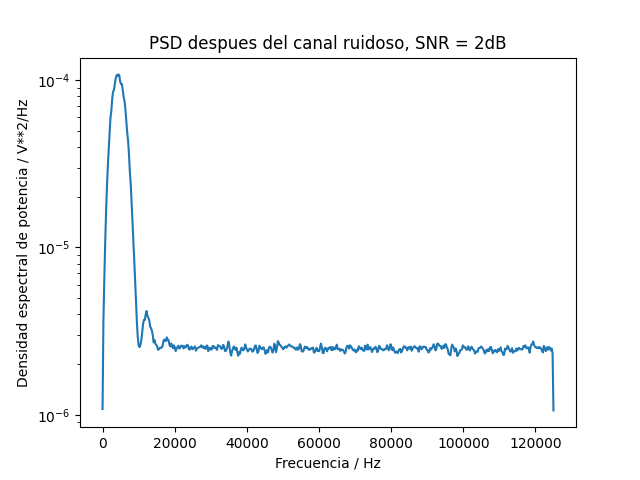 PSD despues del canal ruidoso, SNR = 2dB
Densidad espectral de potencia / V**2/Hz
10⁻⁴
10⁻⁵
10⁻⁶
0 20000 40000 60000 80000 100000 120000
Frecuencia / Hz